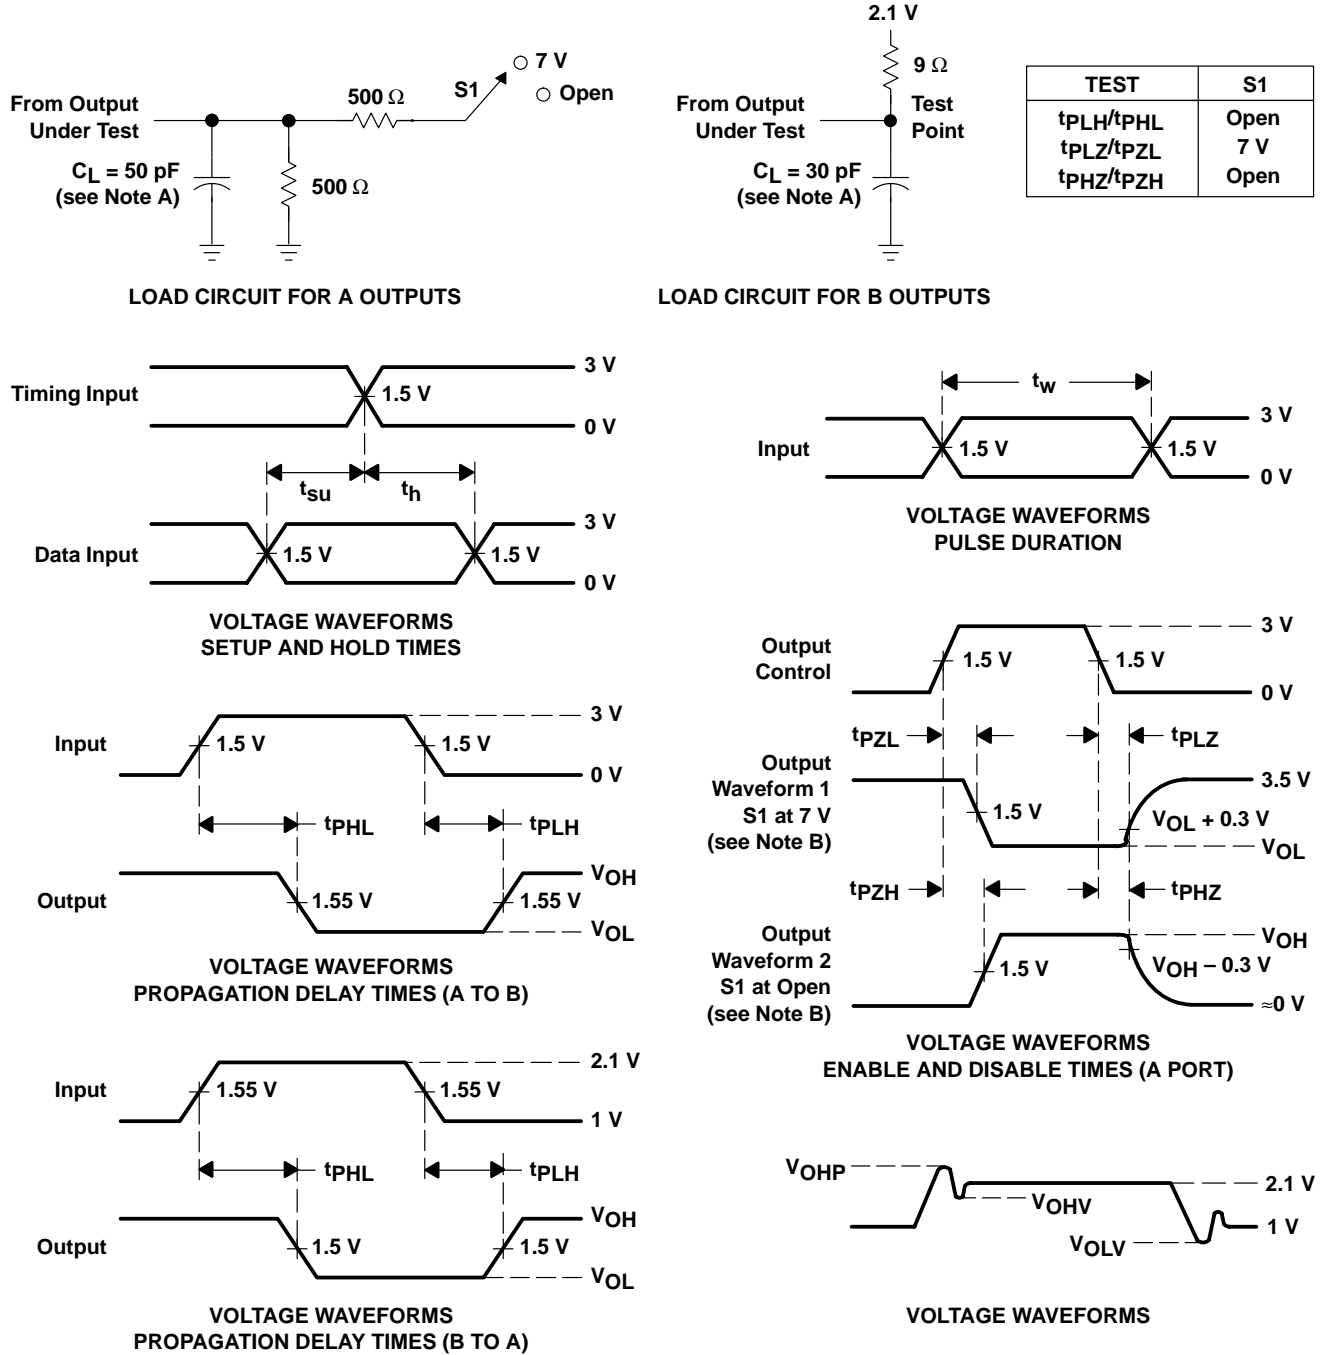 2.1 V
7 V
Open
S1
500 Ω
From Output
Under Test
CL = 50 pF
(see Note A)
500 Ω
LOAD CIRCUIT FOR A OUTPUTS
9 Ω
From Output
Under Test
Test
Point
CL = 30 pF
(see Note A)
LOAD CIRCUIT FOR B OUTPUTS
TEST S1
tPLH/tPHL Open
tPLZ/tPZL 7 V
tPHZ/tPZH Open
3 V
Timing Input
1.5 V
0 V
tsu
th
3 V
Data Input
1.5 V
1.5 V
0 V
VOLTAGE WAVEFORMS
SETUP AND HOLD TIMES
tw
3 V
Input
1.5 V
1.5 V
0 V
VOLTAGE WAVEFORMS
PULSE DURATION
3 V
Input
1.5 V
1.5 V
0 V
tPHL
tPLH
VOH
Output
1.55 V
1.55 V
VOL
VOLTAGE WAVEFORMS
PROPAGATION DELAY TIMES (A TO B)
3 V
Output
Control
1.5 V
1.5 V
0 V
tPZL
tPLZ
Output
Waveform 1
S1 at 7 V
(see Note B)
3.5 V
1.5 V
VOL + 0.3 V
VOL
tPZH
tPHZ
Output
Waveform 2
S1 at Open
(see Note B)
VOH
1.5 V
VOH – 0.3 V
≈0 V
VOLTAGE WAVEFORMS
ENABLE AND DISABLE TIMES (A PORT)
2.1 V
Input
1.55 V
1.55 V
1 V
tPHL
tPLH
VOH
Output
1.5 V
1.5 V
VOL
VOLTAGE WAVEFORMS
PROPAGATION DELAY TIMES (B TO A)
VOHP
2.1 V
VOHV
1 V
VOLV
VOLTAGE WAVEFORMS